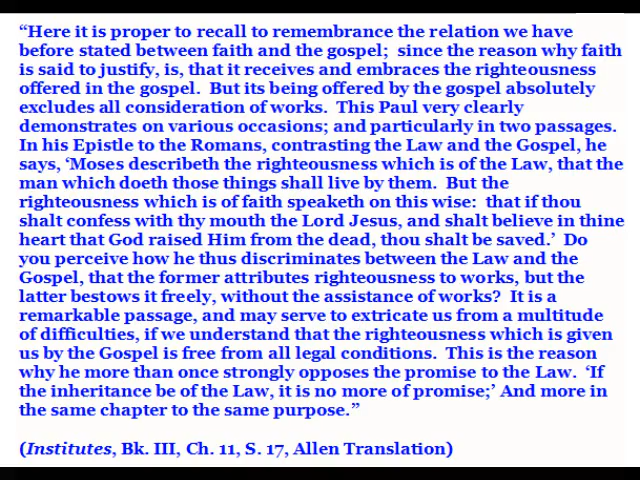 “Here it is proper to recall to remembrance the relation we have
before stated between faith and the gospel;  since the reason why faith
is said to justify, is, that it receives and embraces the righteousness
offered in the gospel.  But its being offered by the gospel absolutely
excludes all consideration of works.  This Paul very clearly
demonstrates on various occasions; and particularly in two passages.
In his Epistle to the Romans, contrasting the Law and the Gospel, he
says, ‘Moses describeth the righteousness which is of the Law, that the
man which doeth those things shall live by them.  But the
righteousness which is of faith speaketh on this wise:  that if thou
shalt confess with thy mouth the Lord Jesus, and shalt believe in thine
heart that God raised Him from the dead, thou shalt be saved.’  Do
you perceive how he thus discriminates between the Law and the
Gospel, that the former attributes righteousness to works, but the
latter bestows it freely, without the assistance of works?  It is a
remarkable passage, and may serve to extricate us from a multitude
of difficulties, if we understand that the righteousness which is given
us by the Gospel is free from all legal conditions.  This is the reason
why he more than once strongly opposes the promise to the Law.  ‘If
the inheritance be of the Law, it is no more of promise;’ And more in
the same chapter to the same purpose.”
(Institutes, Bk. III, Ch. 11, S. 17, Allen Translation)